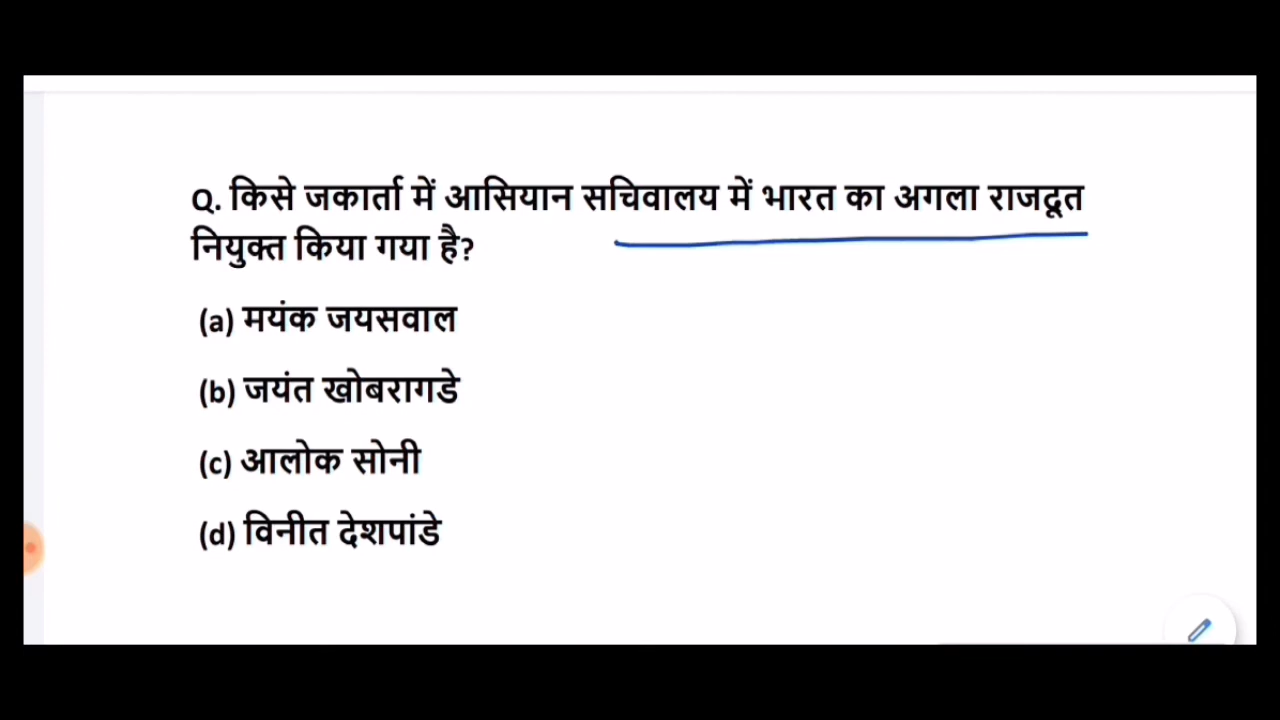 Q. किसे जकार्ता में आसियान सचिवालय में भारत का अगला राजदूत
नियुक्त किया गया है?
(a) मयंक जयसवाल
(b) जयंत खोबरागडे
(c) आलोक सोनी
(d) विनीत देशपांडे